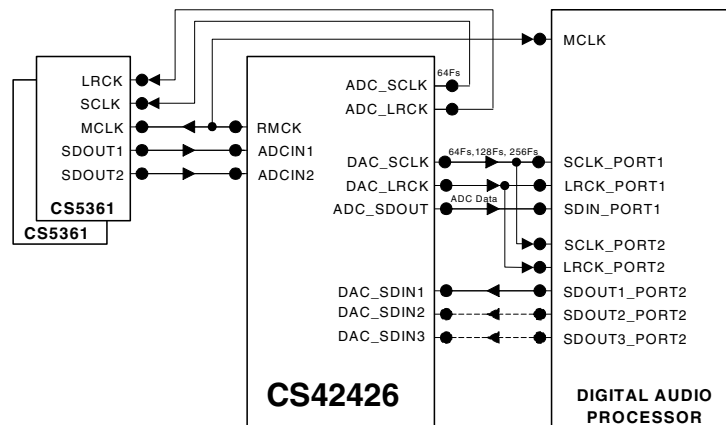 LRCK
SCLK
MCLK
SDOUT1
SDOUT2
CS5361
CS5361
RMCK
ADCIN1
ADCIN2
ADC_SCLK
ADC_LRCK
DAC_SCLK
DAC_LRCK
ADC_SDOUT
DAC_SDIN1
DAC_SDIN2
DAC_SDIN3
CS42426
64Fs
64Fs,128Fs, 256Fs
ADC Data
MCLK
SCLK_PORT1
LRCK_PORT1
SDIN_PORT1
SCLK_PORT2
LRCK_PORT2
SDOUT1_PORT2
SDOUT2_PORT2
SDOUT3_PORT2
DIGITAL AUDIO
PROCESSOR